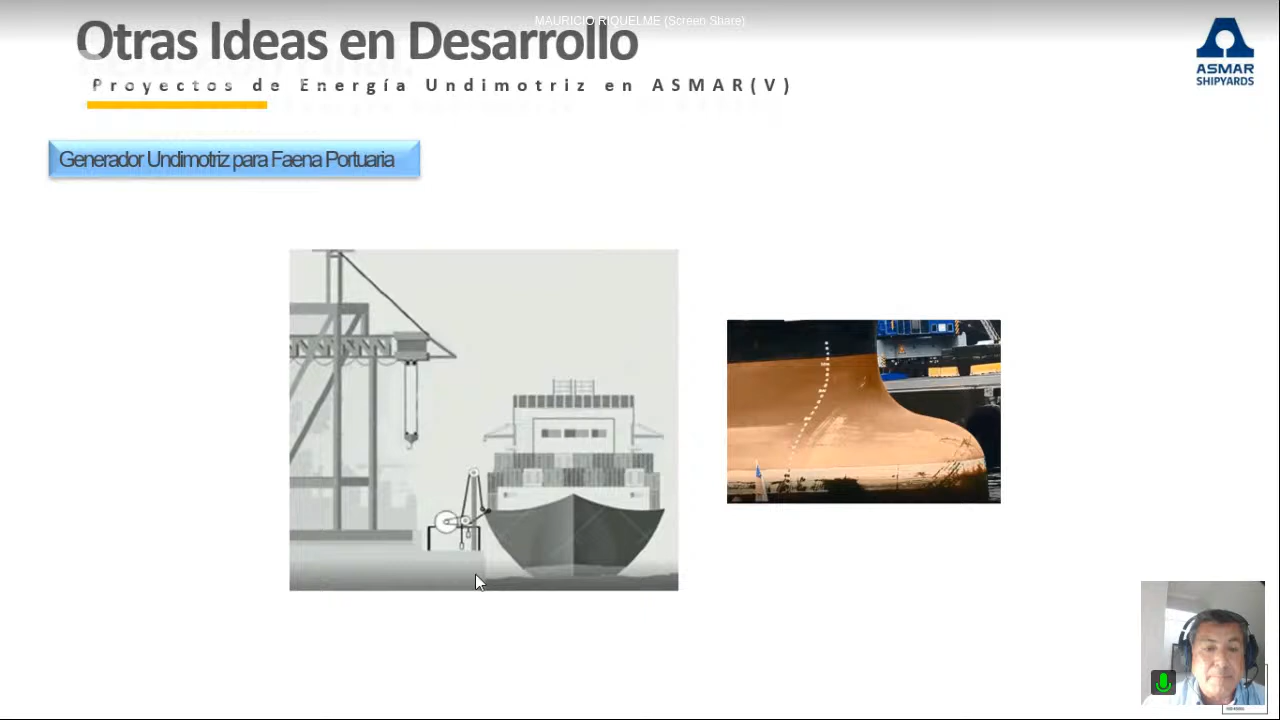 MAURICIO RIQUELME (Screen Share)
Otras Ideas en Desarrollo
Proyectos de Energía Undimotriz en ASMAR(V)
ASMAR
SHIPYARDS
Generador Undimotriz para Faena Portuaria